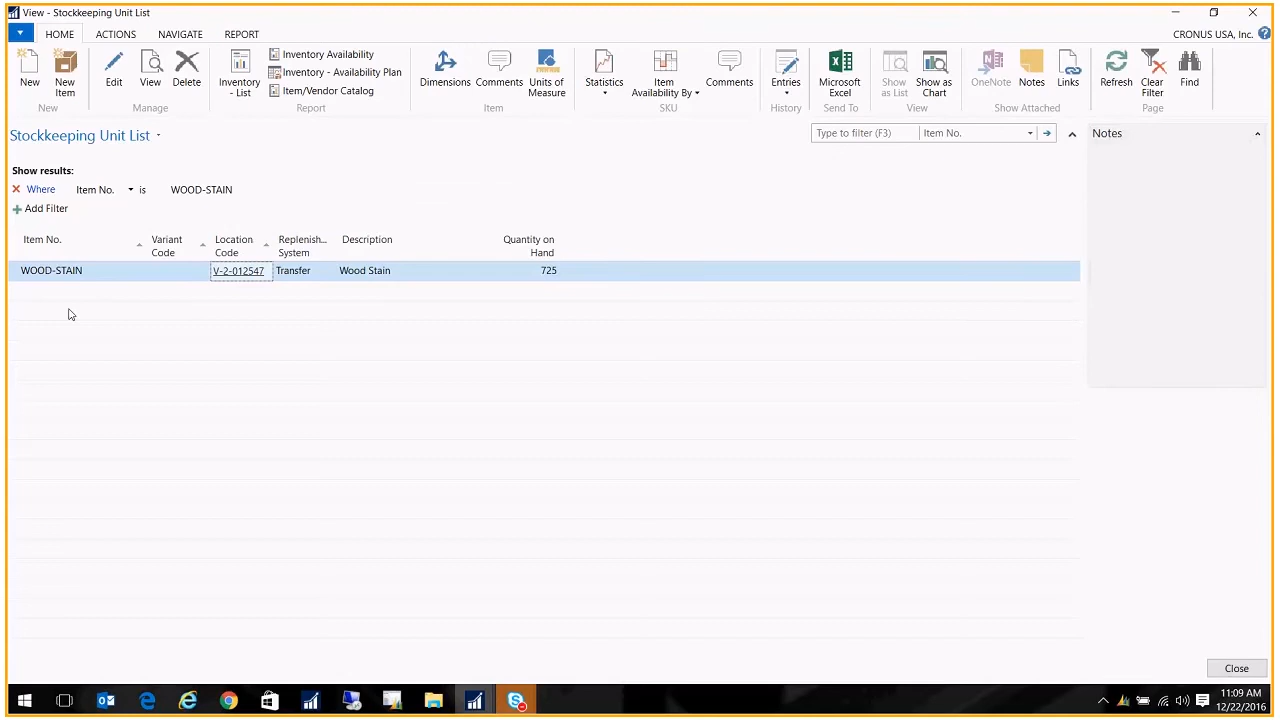 View - Stockkeeping Unit List
HOME ACTIONS NAVIGATE REPORT CRONUS USA, Inc.
New
New Item
Edit
View
Delete
Inventory - List
Inventory Availability
Inventory - Availability Plan
Item/Vendor Catalog
Dimensions
Comments
Units of Measure
Statistics
Item Availability By
Comments
Entries
Microsoft Excel
Show as List
Show as Chart
OneNote
Notes
Links
Refresh
Clear Filter
Find
New Manage Report Item SKU History Send To View Show Attached Page
Stockkeeping Unit List
Type to filter (F3) Item No.
Notes
Show results:
Where Item No. is WOOD-STAIN
Add Filter
Item No. Variant Code Location Code Replenish... System Description Quantity on Hand
WOOD-STAIN V-2-012547 Transfer Wood Stain 725
Close
11:09 AM
12/22/2016